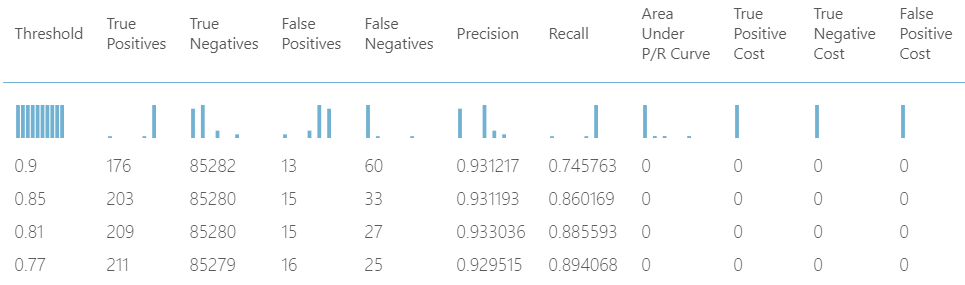 Threshold True Positives True Negatives False Positives False Negatives Precision Recall Area Under P/R Curve True Positive Cost True Negative Cost False Positive Cost
0.9 176 85282 13 60 0.931217 0.745763 0 0 0 0
0.85 203 85280 15 33 0.931193 0.860169 0 0 0 0
0.81 209 85280 15 27 0.933036 0.885593 0 0 0 0
0.77 211 85279 16 25 0.929515 0.894068 0 0 0 0